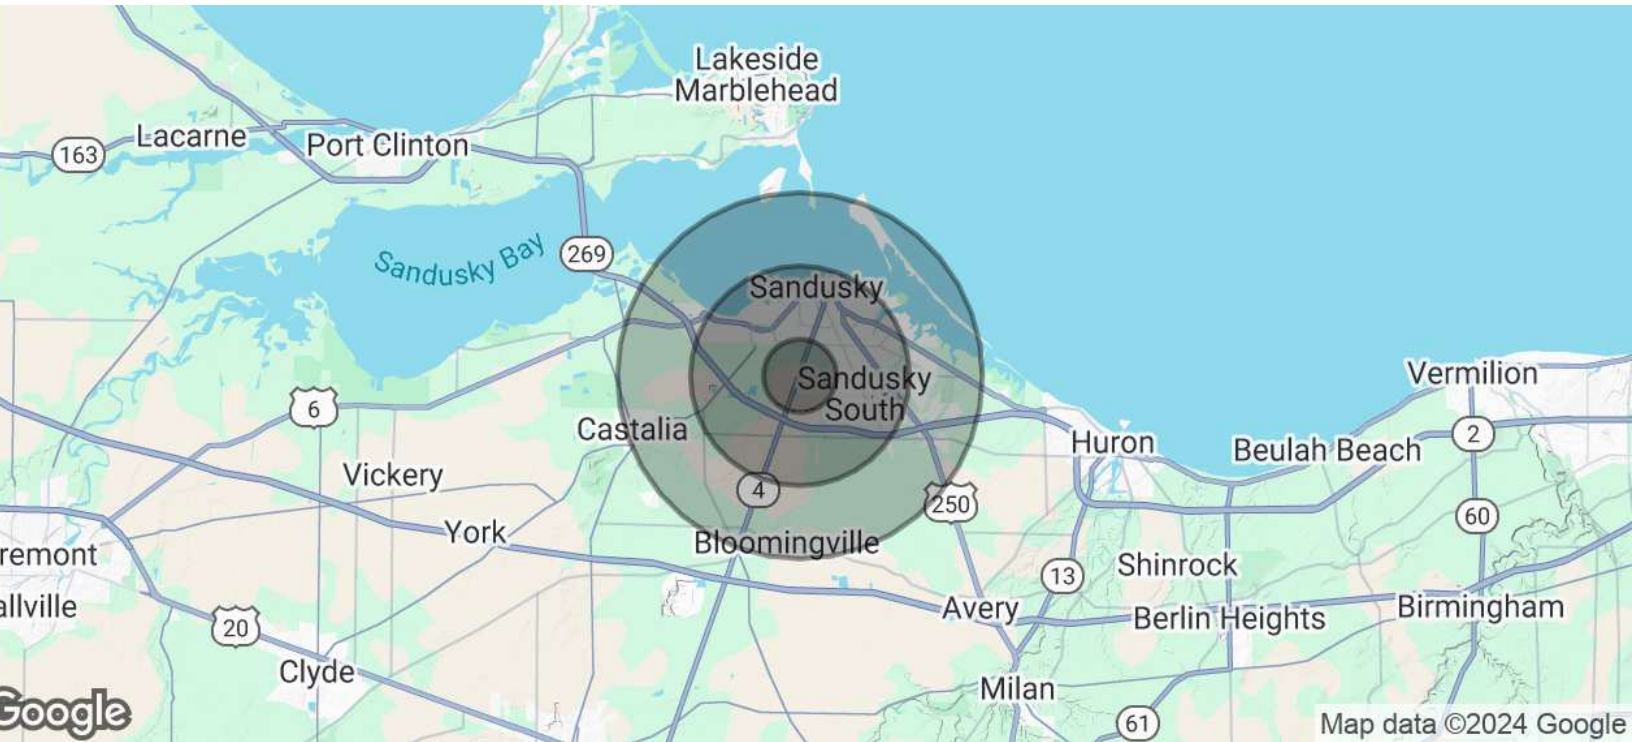 Lakeside
Marblehead
Lacarne
Port Clinton
163
Sandusky Bay
269
Sandusky
Sandusky
South
Vermilion
6
Castalia
2
Huron
Beulah Beach
Vickery
4
250
60
York
Bloomingville
remont
13
Shinrock
allville
Avery
Berlin Heights
Birmingham
20
Clyde
Milan
Google
61
Map data ©2024 Google